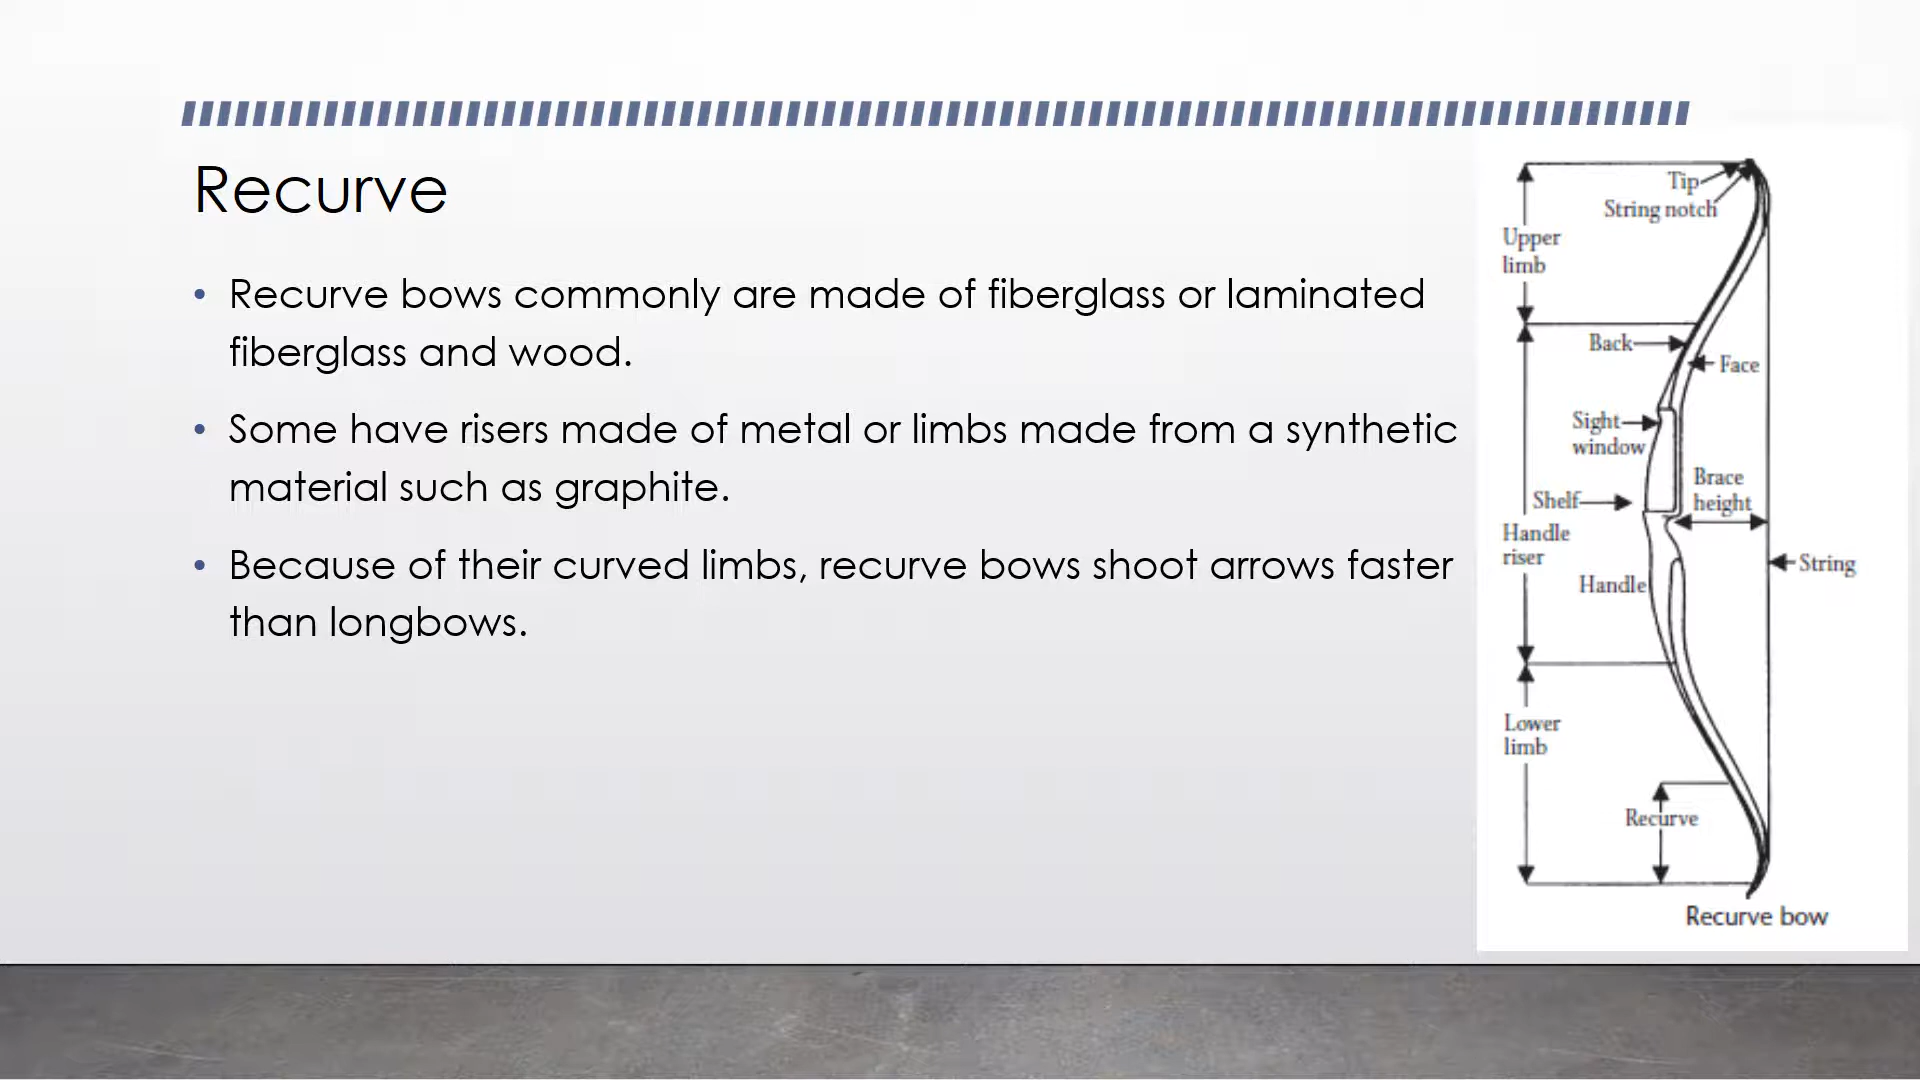 Recurve
• Recurve bows commonly are made of fiberglass or laminated
fiberglass and wood.
• Some have risers made of metal or limbs made from a synthetic
material such as graphite.
• Because of their curved limbs, recurve bows shoot arrows faster
than longbows.
Tip
String notch
Upper
limb
Back
Face
Sight
window
Brace
height
Shelf
Handle
riser
String
Handle
Lower
limb
Recurve
Recurve bow